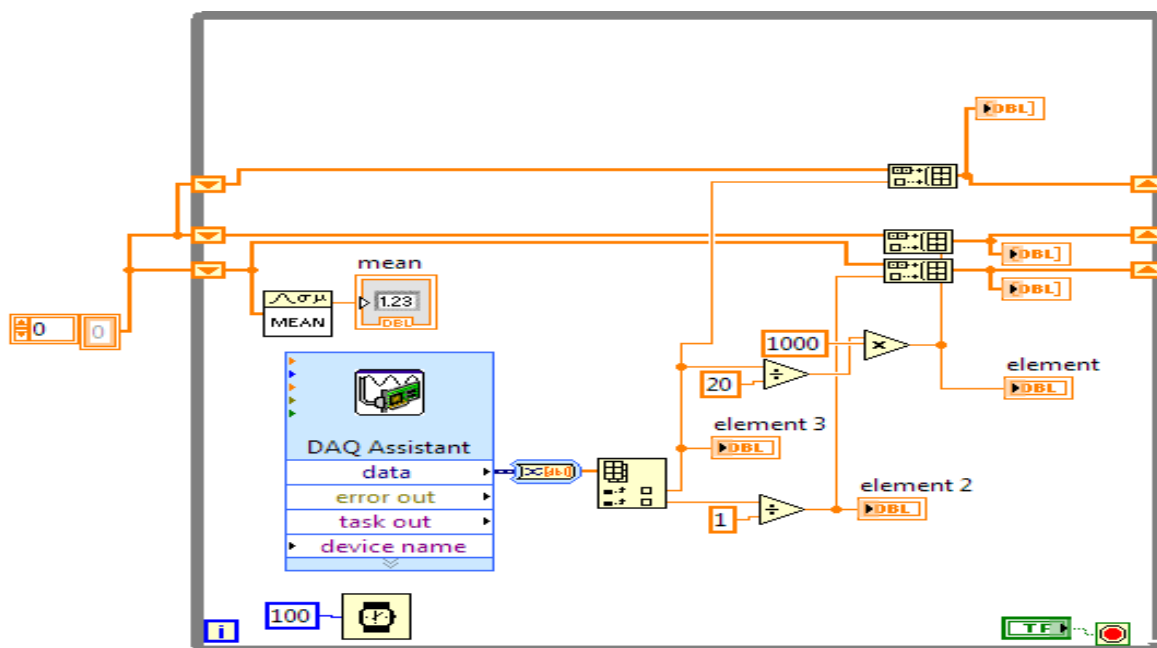 DBL]
mean
1.23
DBL
σμ
MEAN
DBL]
DBL]
0
0
1000
20
element
DBL
DAQ Assistant
data
error out
task out
device name
element 3
DBL
1
element 2
DBL
100
i
TF